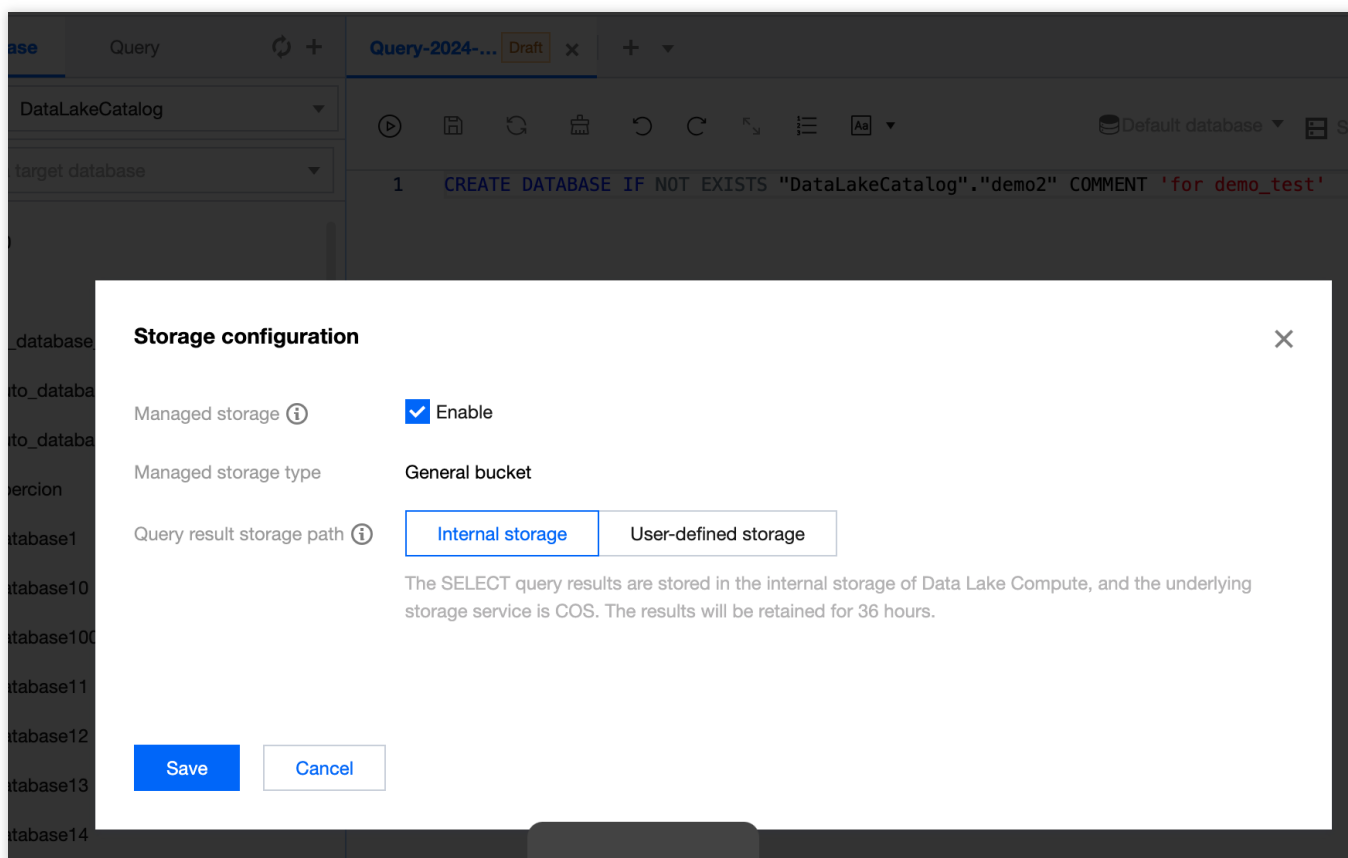 ase
Query
Query-2024-... Draft
DataLakeCatalog
Default database
S
target database
1 CREATE DATABASE IF NOT EXISTS "DataLakeCatalog"."demo2" COMMENT 'for demo_test'
Storage configuration
_database_
Managed storage
Enable
uto_databa
uto_databa
Managed storage type
General bucket
percion
Query result storage path
Internal storage
User-defined storage
atabase1
The SELECT query results are stored in the internal storage of Data Lake Compute, and the underlying
storage service is COS. The results will be retained for 36 hours.
atabase10
atabase100
atabase11
atabase12
Save
Cancel
atabase13
atabase14